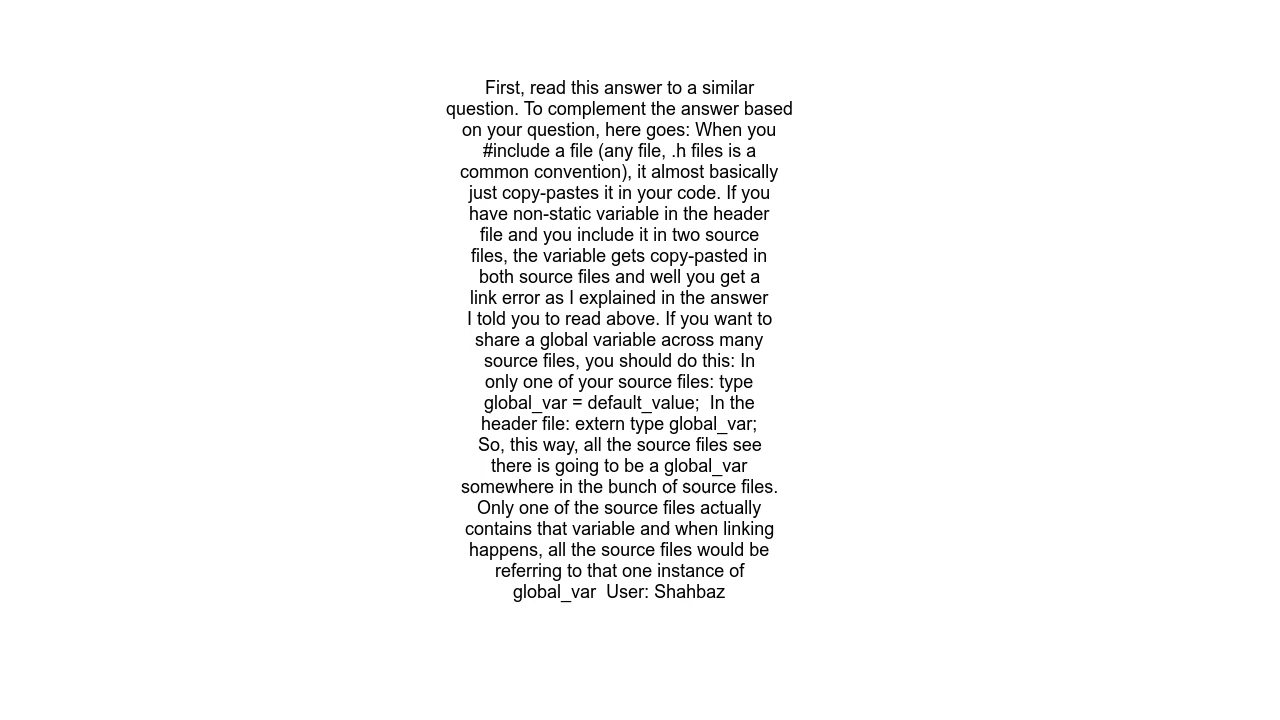 First, read this answer to a similar
question. To complement the answer based
on your question, here goes: When you
#include a file (any file, .h files is a
common convention), it almost basically
just copy-pastes it in your code. If you
have non-static variable in the header
file and you include it in two source
files, the variable gets copy-pasted in
both source files and well you get a
link error as I explained in the answer
I told you to read above. If you want to
share a global variable across many
source files, you should do this: In
only one of your source files: type
global_var = default_value;  In the
header file: extern type global_var;
So, this way, all the source files see
there is going to be a global_var
somewhere in the bunch of source files.
Only one of the source files actually
contains that variable and when linking
happens, all the source files would be
referring to that one instance of
global_var  User: Shahbaz